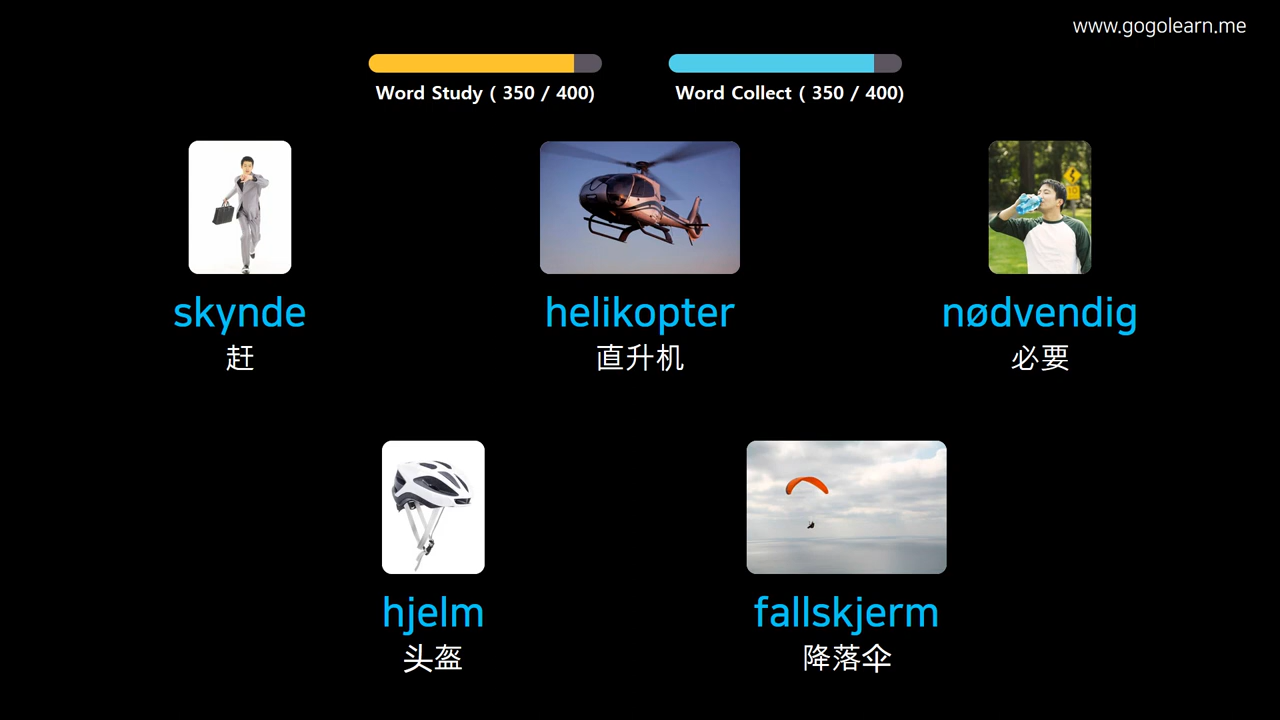 www.gogolearn.me
Word Study ( 350 / 400)
Word Collect ( 350 / 400)
skynde
赶
helikopter
直升机
nødvendig
必要
hjelm
头盔
fallskjerm
降落伞